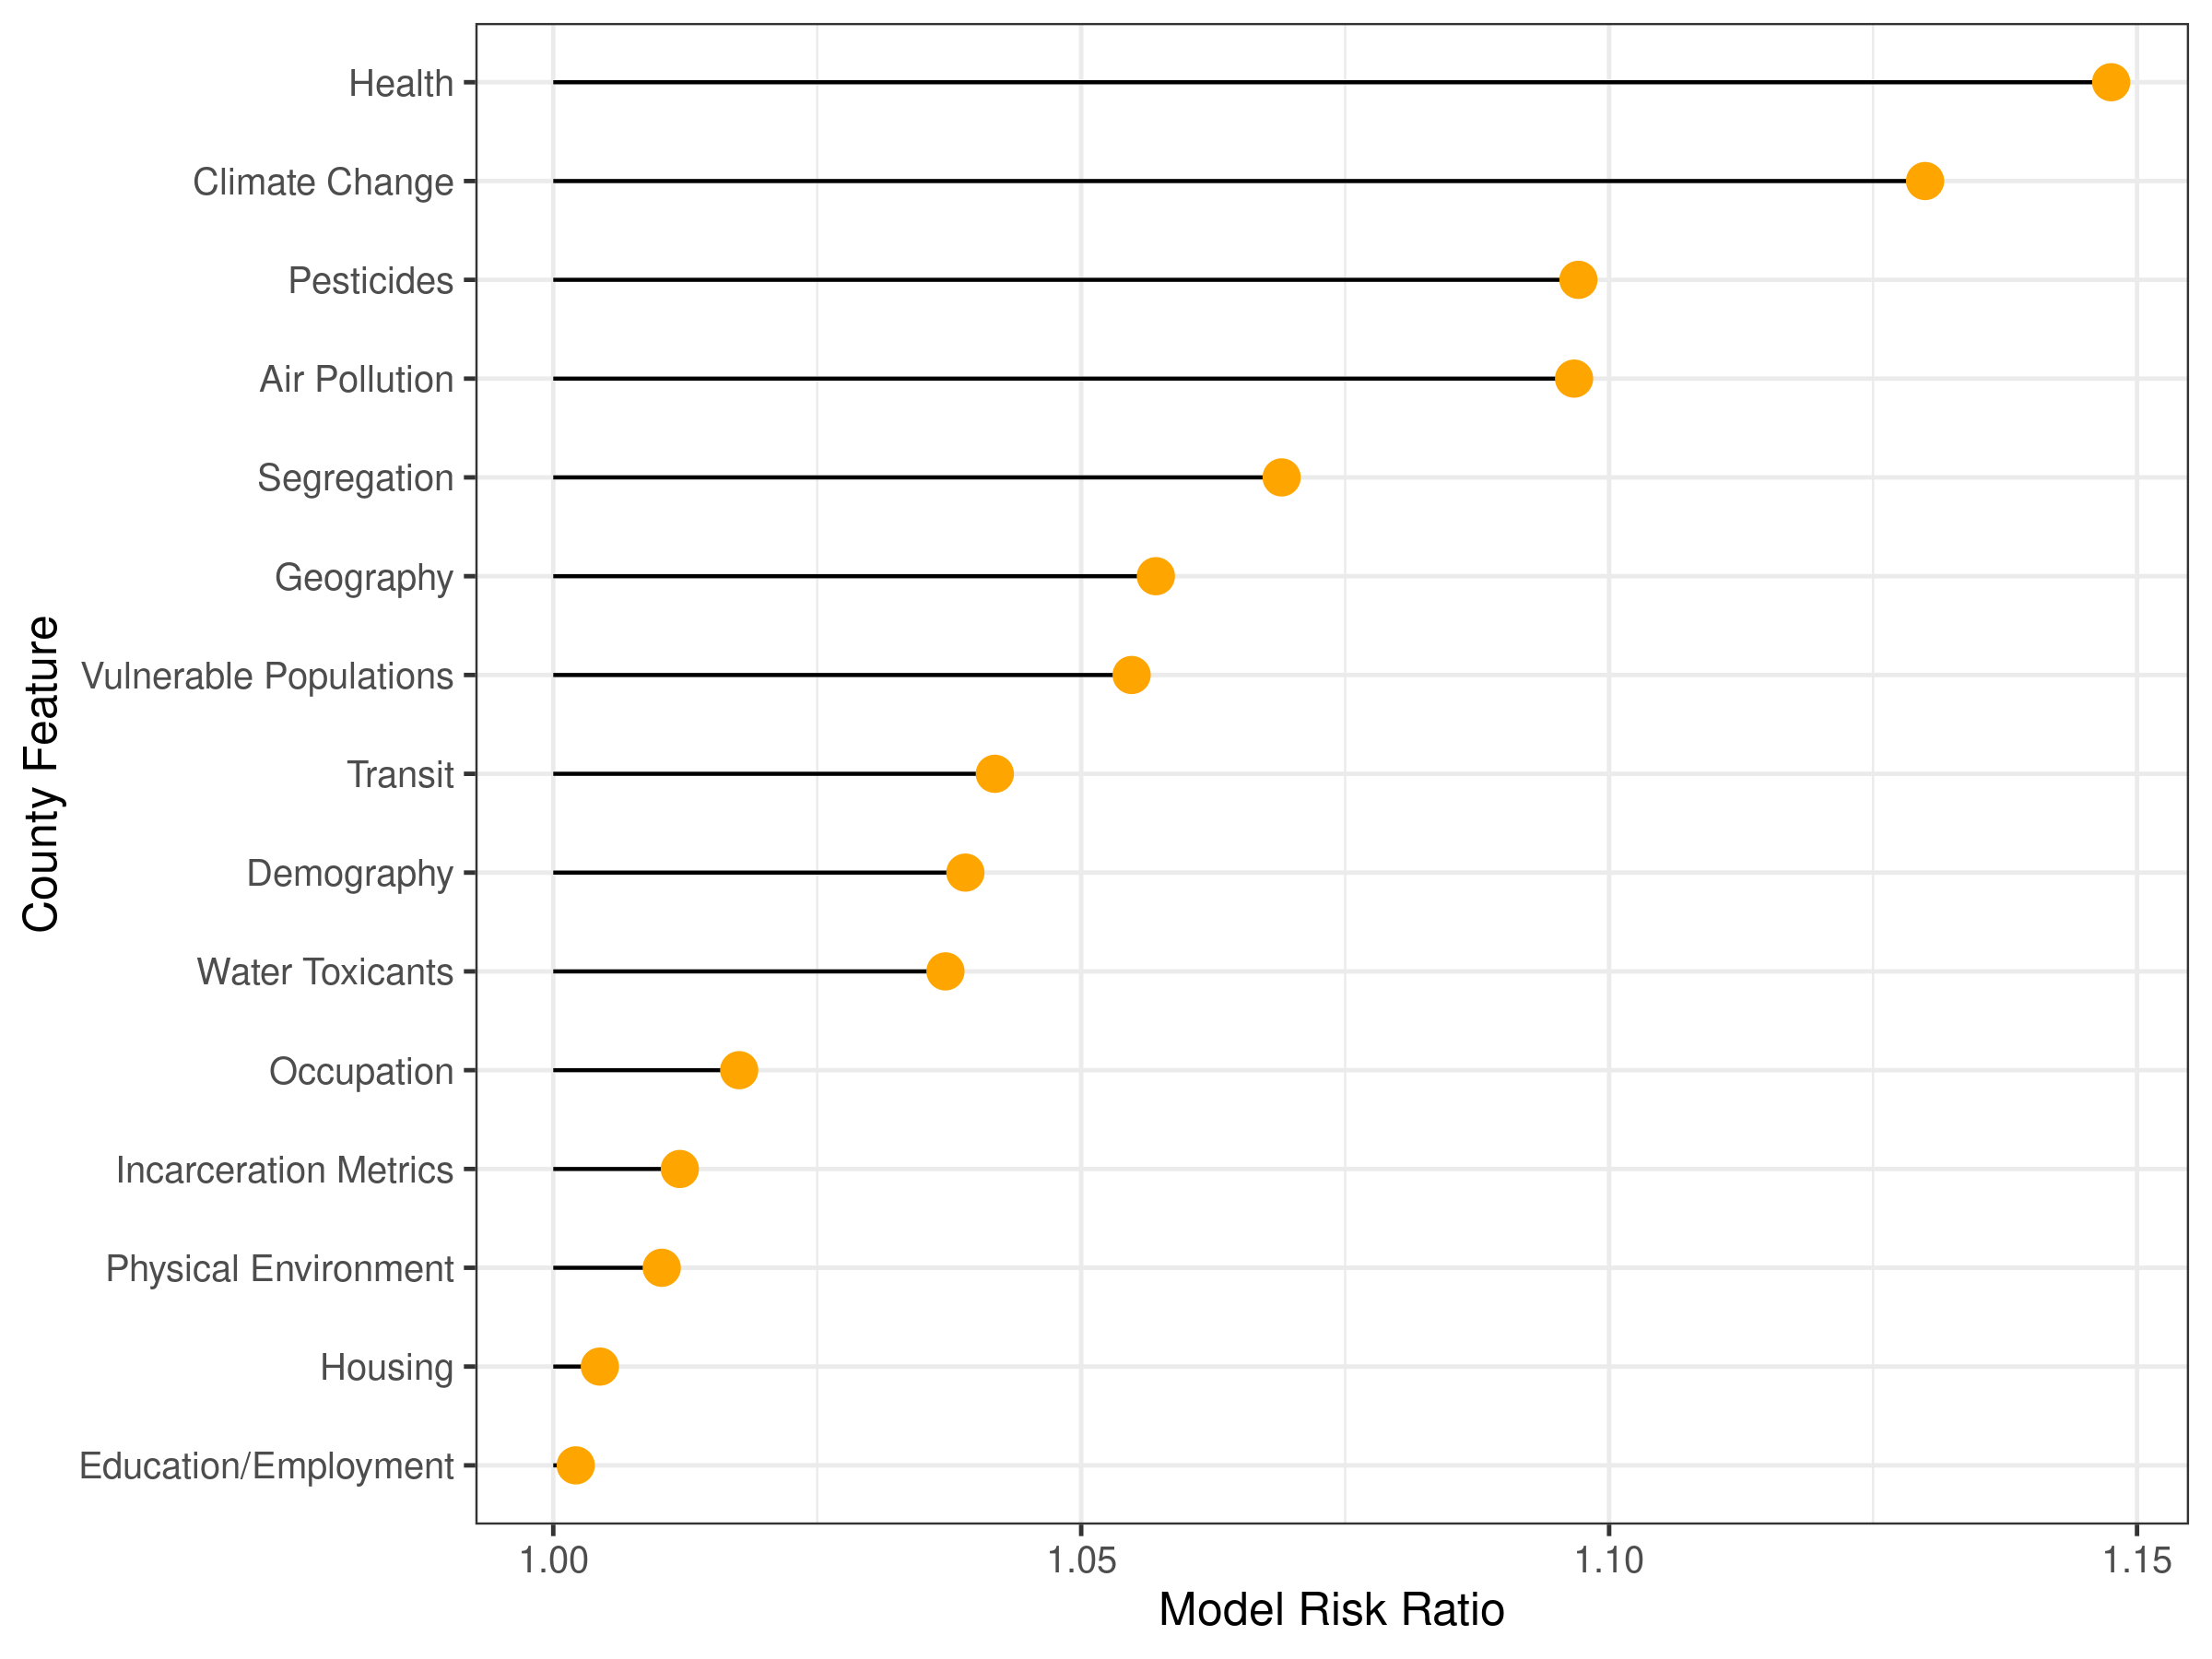 Health
Climate Change
Pesticides
Air Pollution
Segregation
Geography
Vulnerable Populations
Transit
Demography
Water Toxicants
Occupation
Incarceration Metrics
Physical Environment
Housing
Education/Employment
County Feature
1.00 1.05 1.10 1.15
Model Risk Ratio